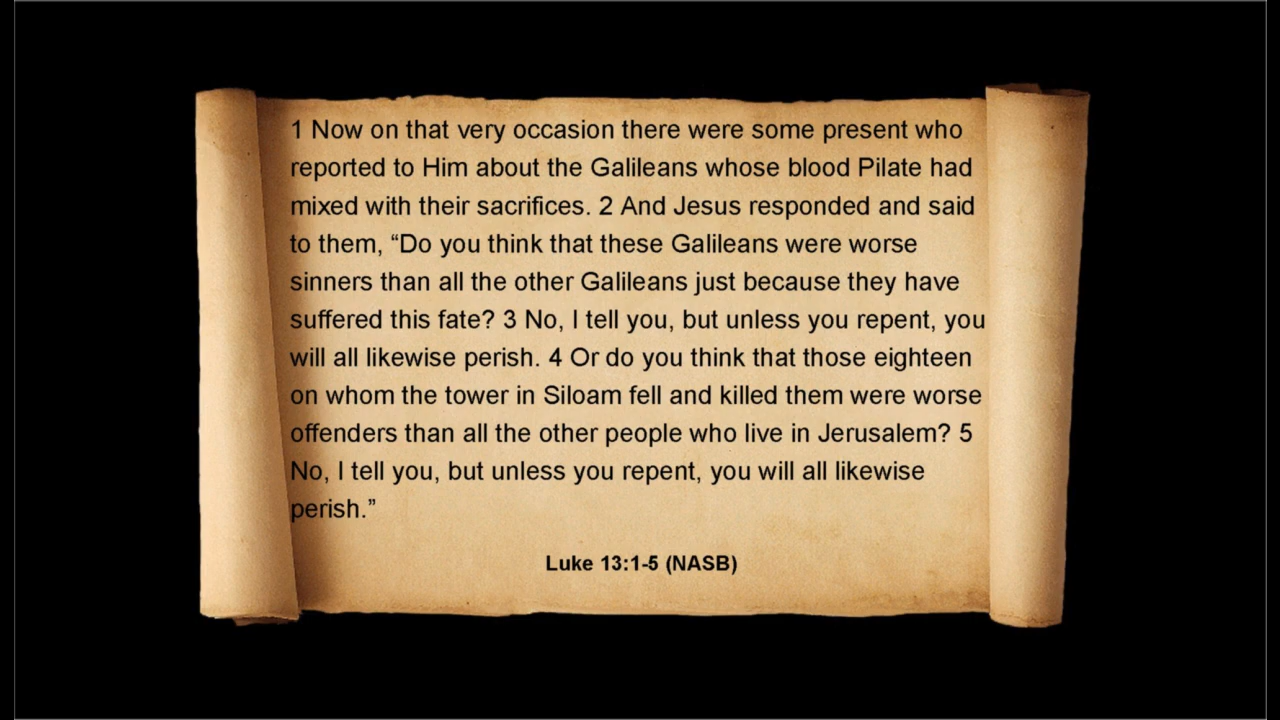 1 Now on that very occasion there were some present who
reported to Him about the Galileans whose blood Pilate had
mixed with their sacrifices. 2 And Jesus responded and said
to them, “Do you think that these Galileans were worse
sinners than all the other Galileans just because they have
suffered this fate? 3 No, I tell you, but unless you repent, you
will all likewise perish. 4 Or do you think that those eighteen
on whom the tower in Siloam fell and killed them were worse
offenders than all the other people who live in Jerusalem? 5
No, I tell you, but unless you repent, you will all likewise
perish.”
Luke 13:1-5 (NASB)